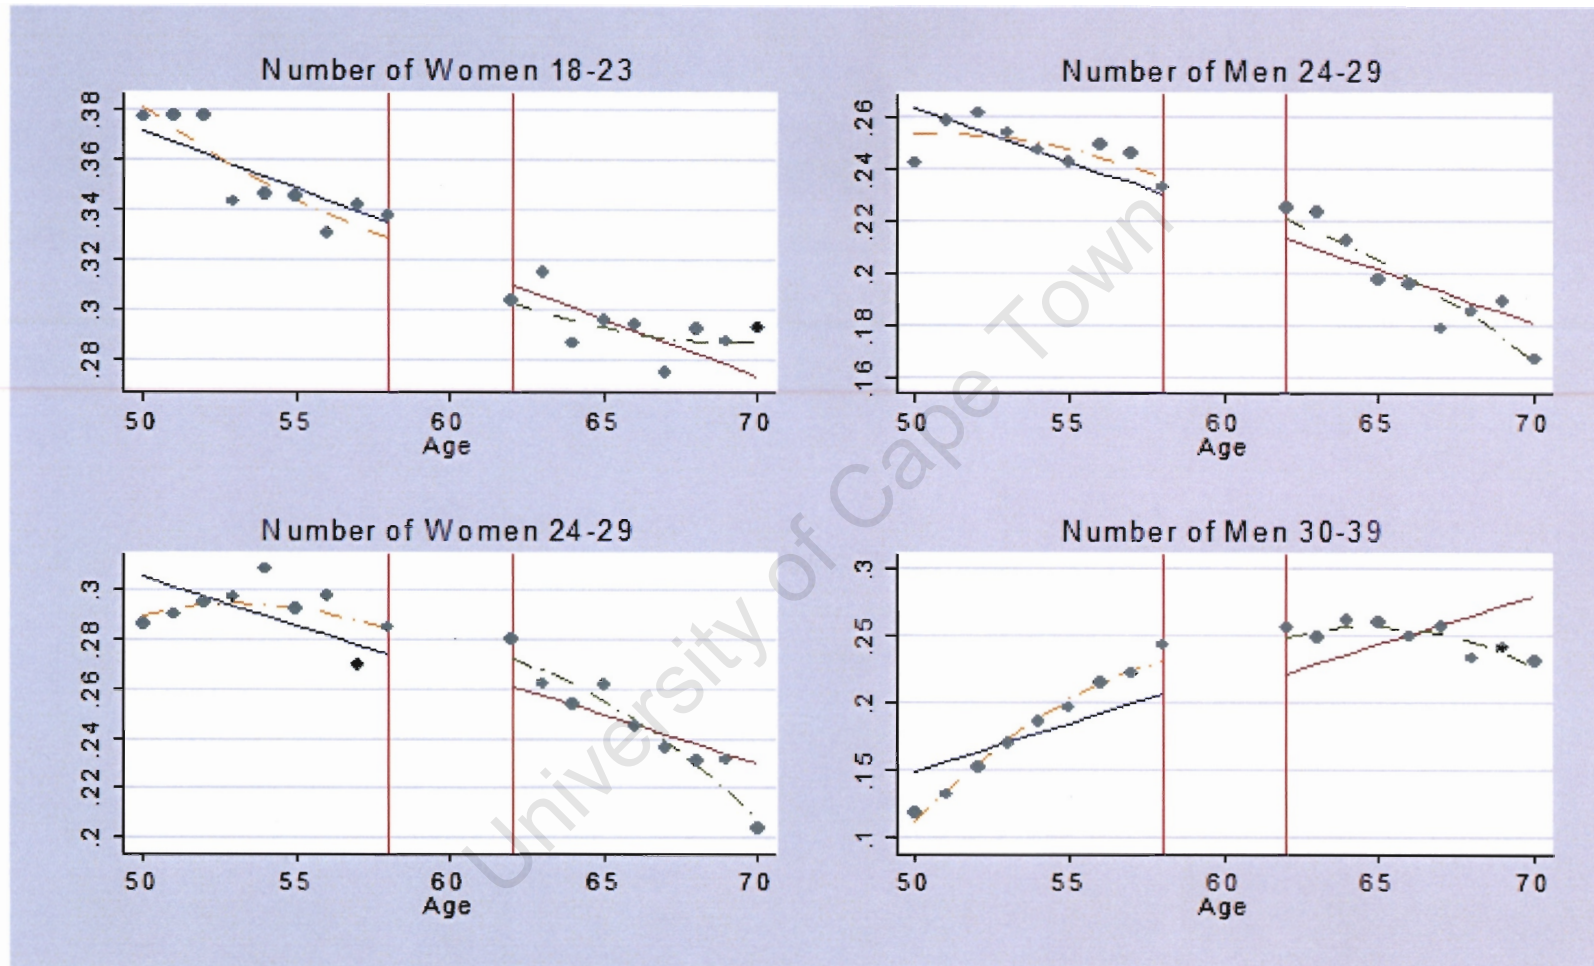 Number of Women 18-23
.38
.36
.34
.32
.3
.28
50 55 60 65 70
Age
Number of Men 24-29
.26
.24
.22
.2
.18
.16
50 55 60 65 70
Age
Number of Women 24-29
.3
.28
.26
.24
.22
.2
50 55 60 65 70
Age
Number of Men 30-39
.3
.25
.2
.15
.1
50 55 60 65 70
Age
University of Cape Town